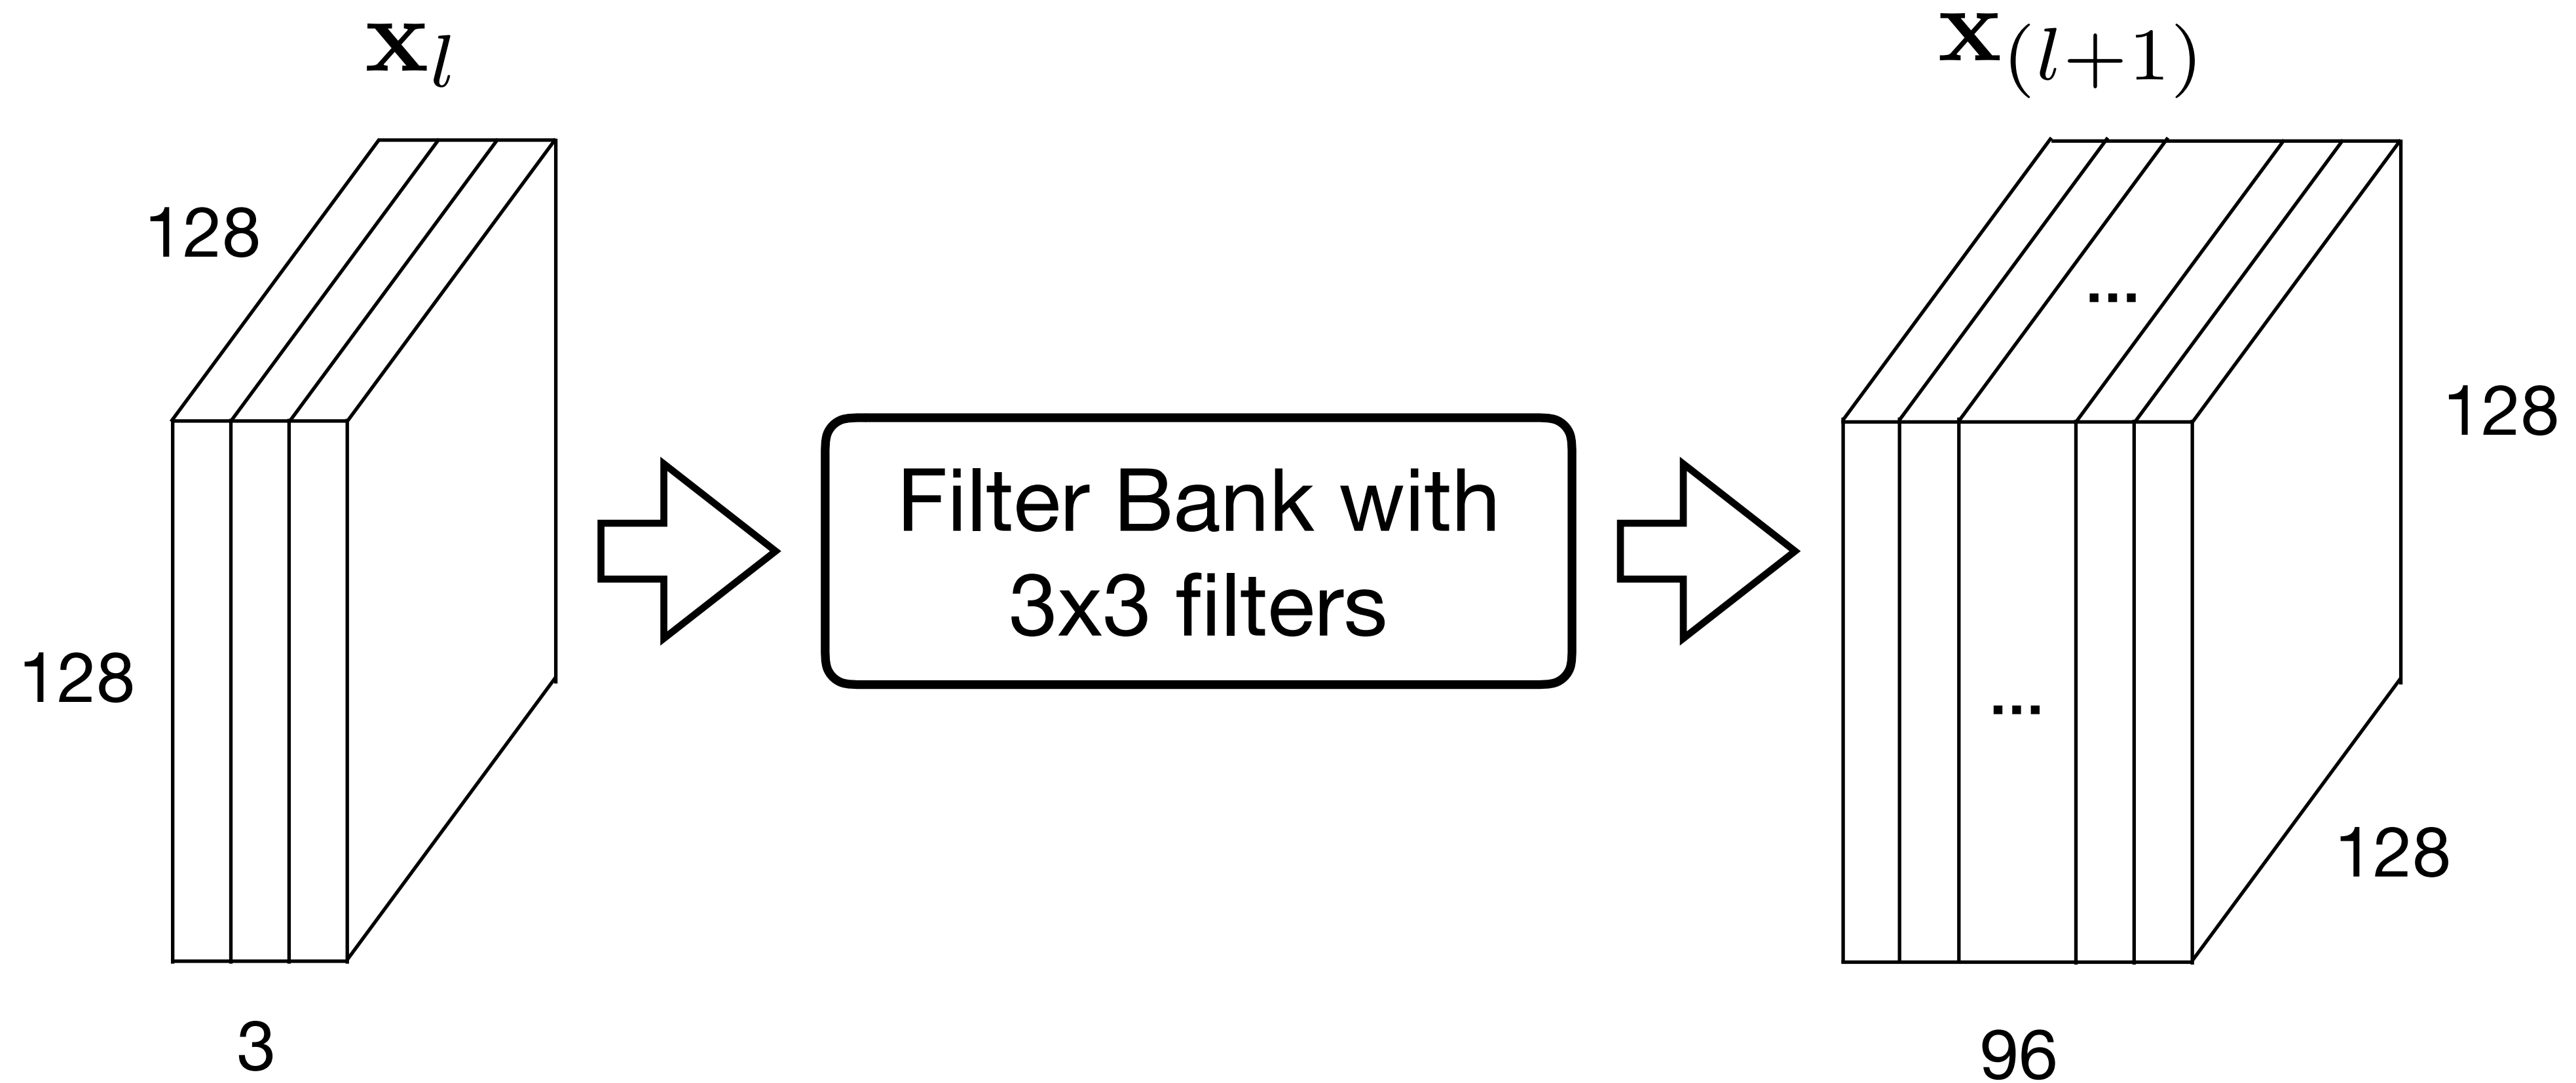 x_l
128
128
3
Filter Bank with
3x3 filters
x_(l+1)
...
...
128
128
96